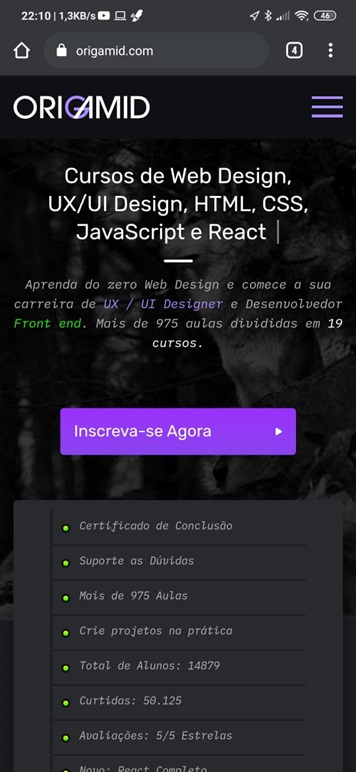 22:10 | 1,3KB/s
46
origamid.com
4
ORIGAMID
Cursos de Web Design,
UX/UI Design, HTML, CSS,
JavaScript e React |
Aprenda do zero Web Design e comece a sua
carreira de UX / UI Designer e Desenvolvedor
Front end. Mais de 975 aulas divididas em 19
cursos.
Inscreva-se Agora
Certificado de Conclusão
Suporte as Dúvidas
Mais de 975 Aulas
Crie projetos na prática
Total de Alunos: 14879
Curtidas: 50.125
Avaliações: 5/5 Estrelas
Novo: React Completo